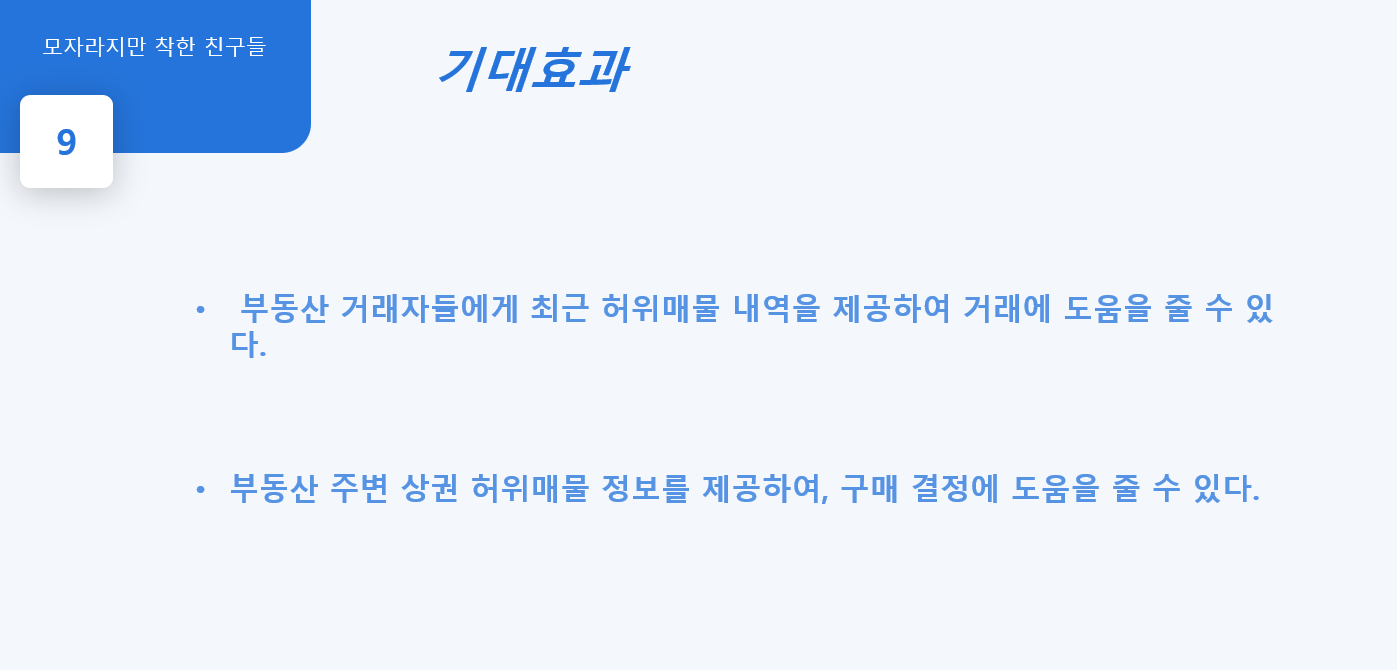 모자라지만 착한 친구들
기대효과
9
• 부동산 거래자들에게 최근 허위매물 내역을 제공하여 거래에 도움을 줄 수 있
다.
• 부동산 주변 상권 허위매물 정보를 제공하여, 구매 결정에 도움을 줄 수 있다.